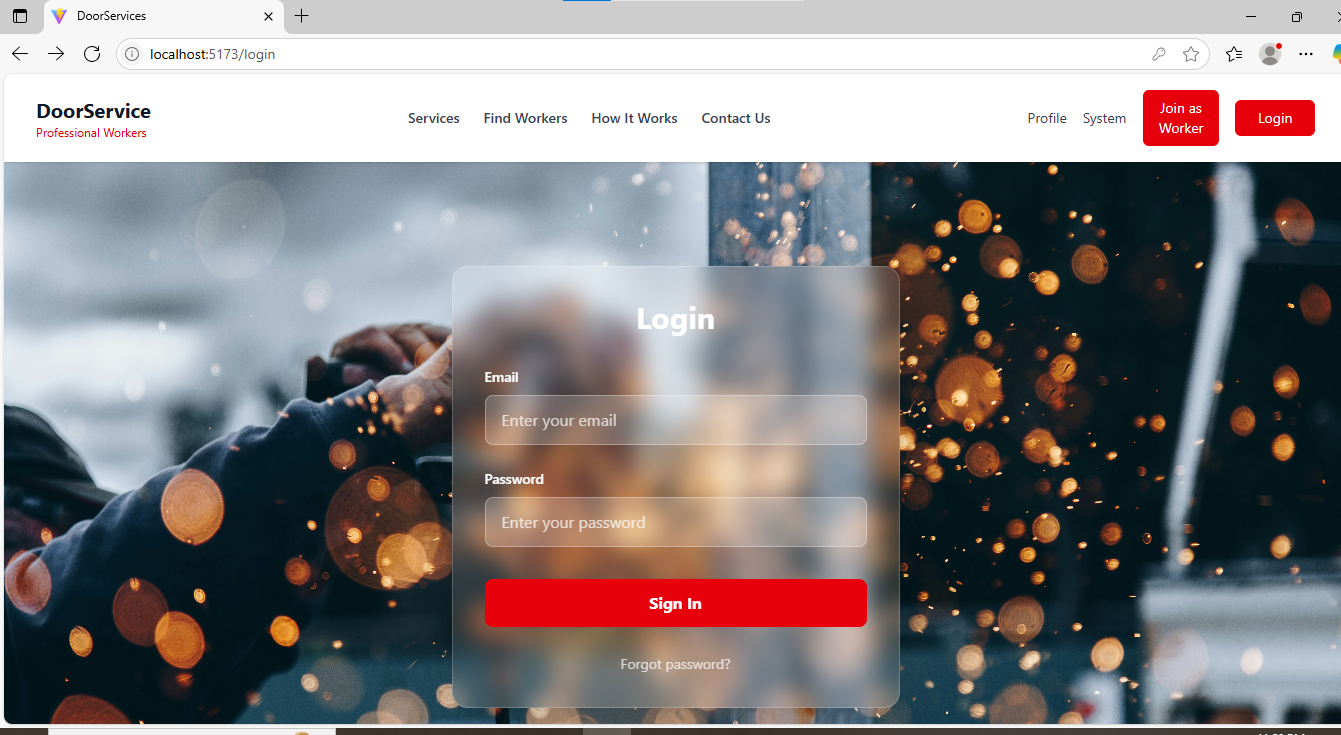 DoorServices
localhost:5173/login
DoorService
Professional Workers
Services
Find Workers
How It Works
Contact Us
Profile
System
Join as
Worker
Login
Login
Email
Enter your email
Password
Enter your password
Sign In
Forgot password?